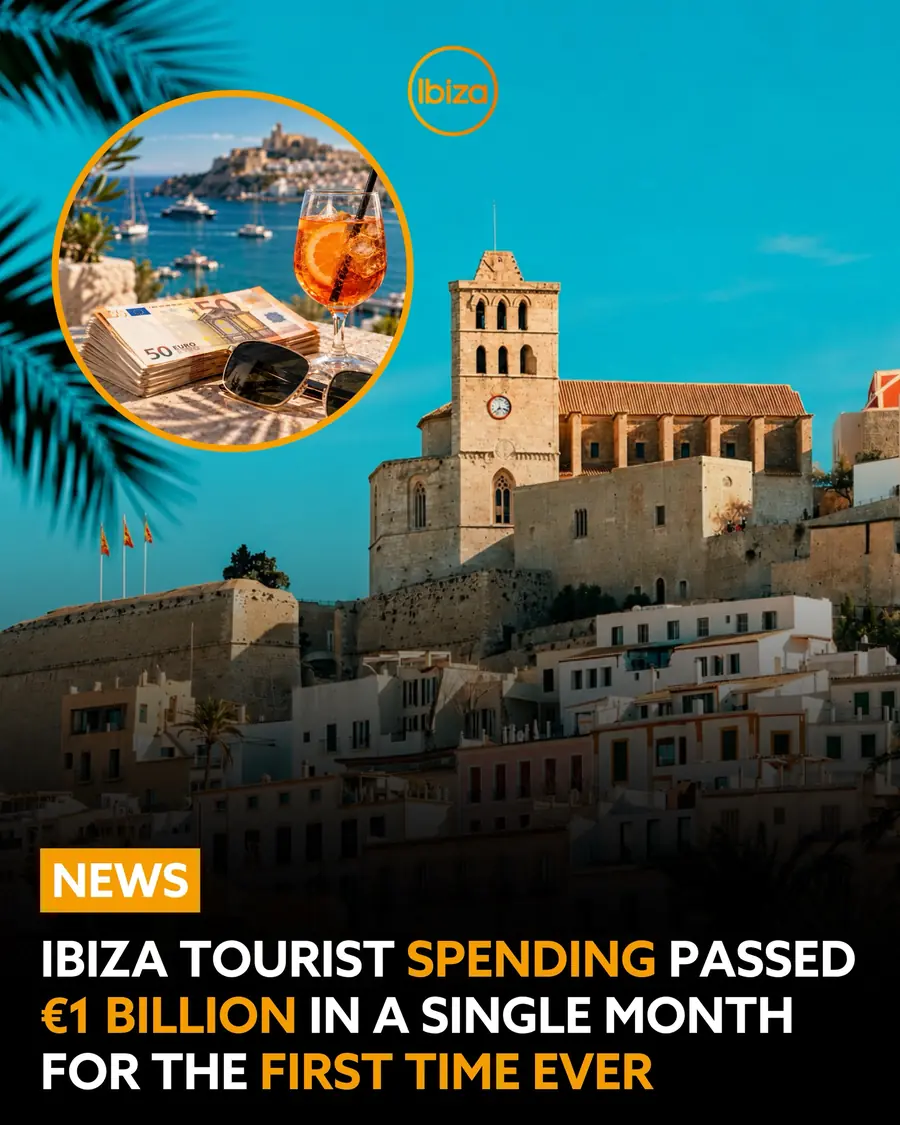 Ibiza
50
50 EURO
NEWS
IBIZA TOURIST SPENDING PASSED
€1 BILLION IN A SINGLE MONTH
FOR THE FIRST TIME EVER